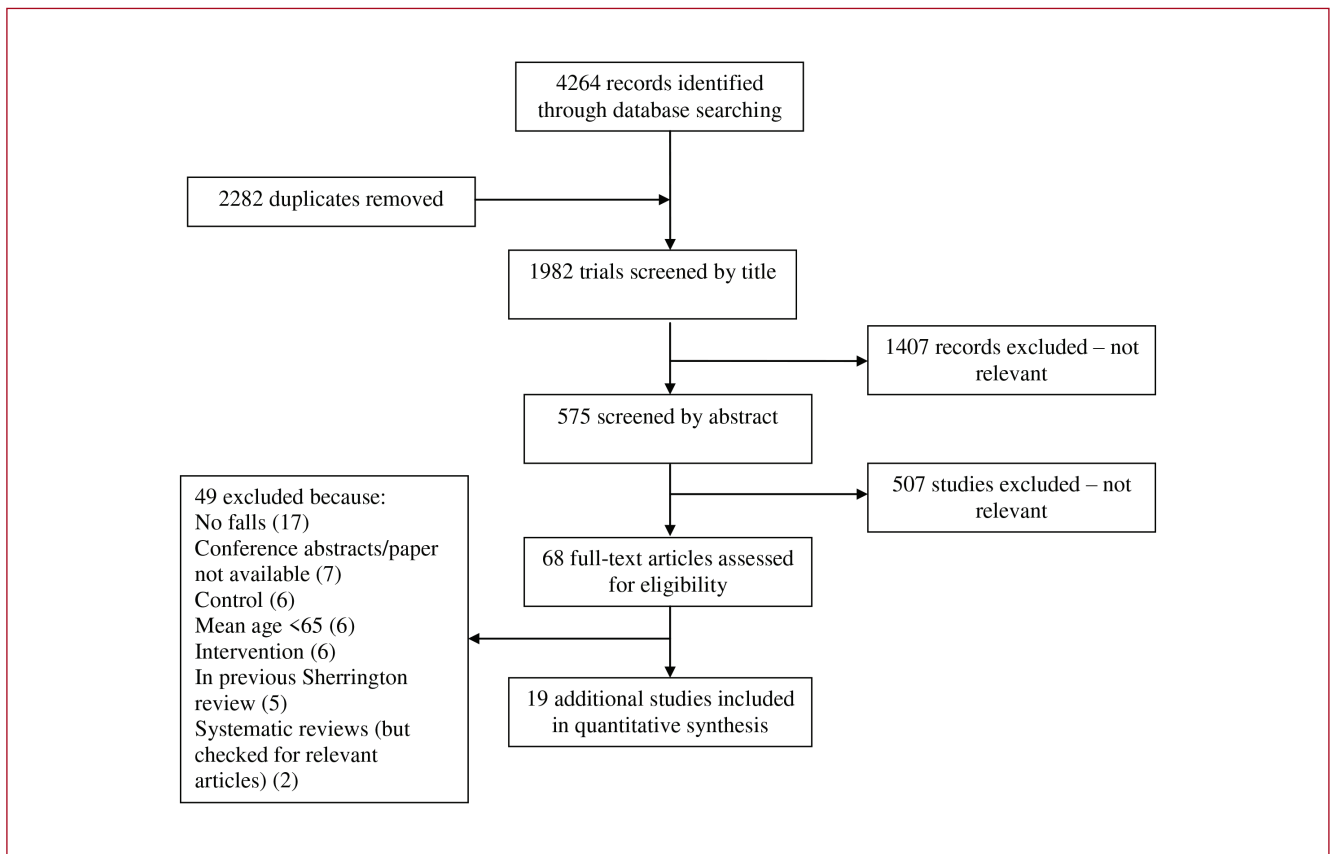 4264 records identified
through database searching
2282 duplicates removed
1982 trials screened by title
1407 records excluded – not
relevant
575 screened by abstract
507 studies excluded – not
relevant
68 full-text articles assessed
for eligibility
49 excluded because:
No falls (17)
Conference abstracts/paper
not available (7)
Control (6)
Mean age <65 (6)
Intervention (6)
In previous Sherrington
review (5)
Systematic reviews (but
checked for relevant
articles) (2)
19 additional studies included
in quantitative synthesis